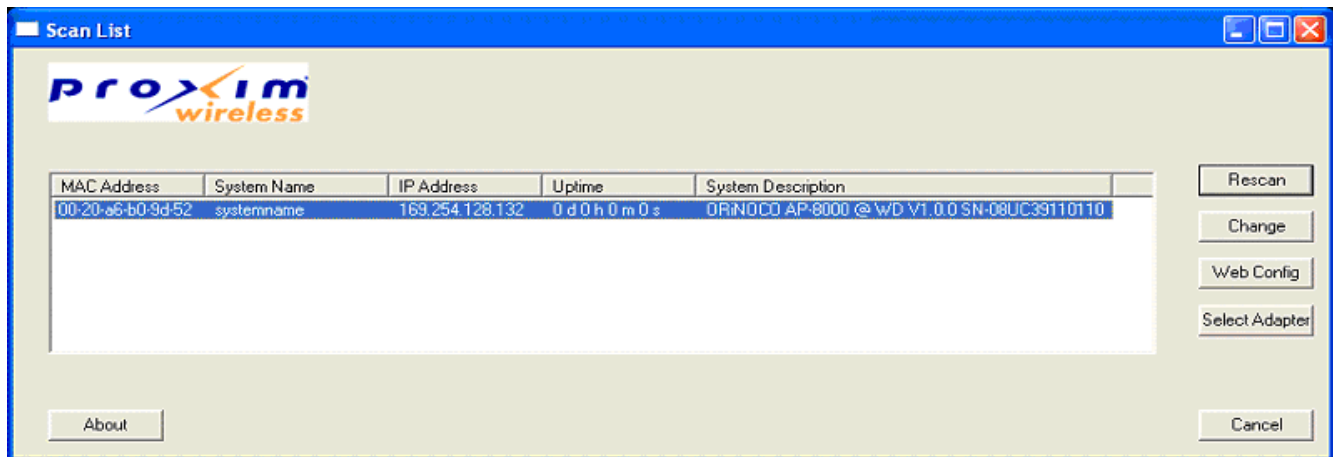 Scan List
proxim
wireless
MAC Address System Name IP Address Uptime System Description
00-20-a6-b0-9d-52 systemname 169.254.128.132 0 d 0 h 0 m 0 s ORiNOCO AP-8000 @ WD V1.0.0 SN-08UC39110110
Rescan
Change
Web Config
Select Adapter
About
Cancel